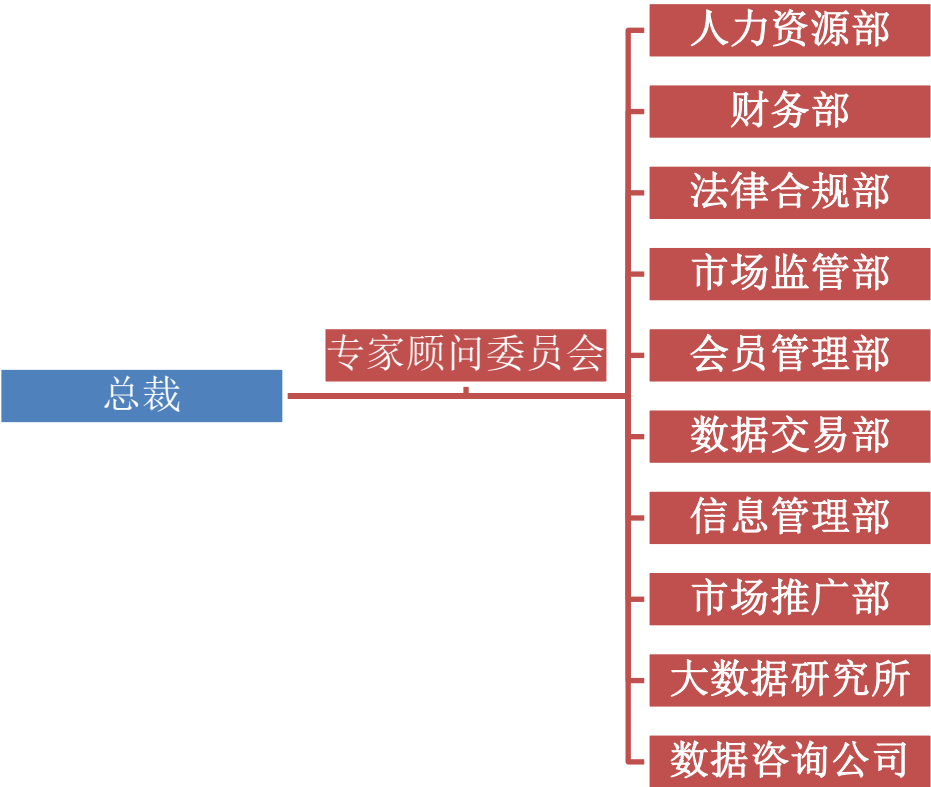 总裁
专家顾问委员会
人力资源部
财务部
法律合规部
市场监管部
会员管理部
数据交易部
信息管理部
市场推广部
大数据研究所
数据咨询公司